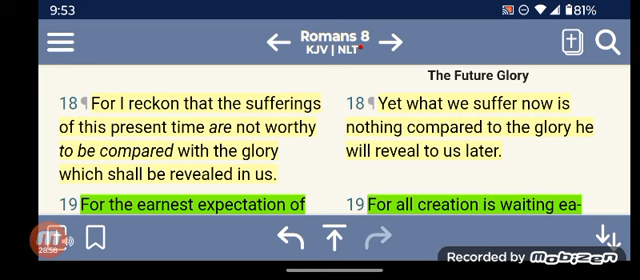 9:53
81%
Romans 8
KJV | NLT
The Future Glory
18 ¶ For I reckon that the sufferings
of this present time are not worthy
to be compared with the glory
which shall be revealed in us.
19 For the earnest expectation of
18 ¶ Yet what we suffer now is
nothing compared to the glory he
will reveal to us later.
19 For all creation is waiting ea-
28:58
Recorded by MOBIZEN